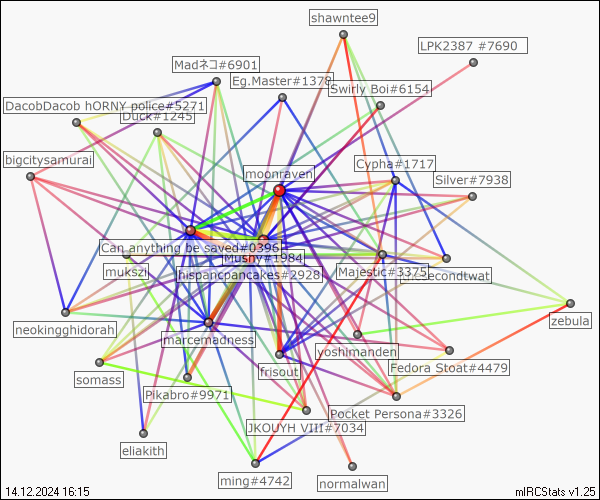 shawntee9
LPK2387 #7690
Madネコ#6901
Eg.Master#1378
Swirly Boi#6154
DacobDacob hORNY police#5271
Duck#1245
bigcitysamurai
moonraven
Cypha#1717
Silver#7938
Can anything be saved#0396
Mushy#1984
mukszi
hispancpancakes#2928
Majestic#3375
thesecondtwat
neokingghidorah
marcemadness
yoshimanden
zebula
somass
Pikabro#9971
frisout
Fedora Stoat#4479
Pocket Persona#3326
JKOUYH VIII#7034
eliakith
ming#4742
normalwan
14.12.2024 16:15
mIRCStats v1.25